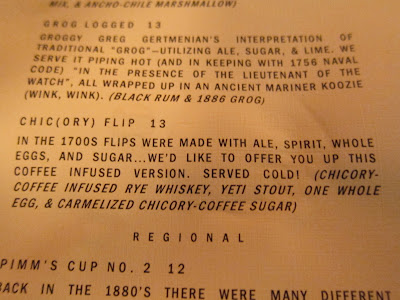 MIX, & ANCHO-CHILE MARSHMALLOW)
GROG LOGGED 13
GROGGY GREG GERTMENIAN'S INTERPRETATION OF
TRADITIONAL "GROG"—UTILIZING ALE, SUGAR, & LIME. WE
SERVE IT PIPING HOT (AND IN KEEPING WITH 1756 NAVAL
CODE) "IN THE PRESENCE OF THE LIEUTENANT OF THE
WATCH", ALL WRAPPED UP IN AN ANCIENT MARINER KOOZIE
(WINK, WINK). (BLACK RUM & 1886 GROG)
CHIC(ORY) FLIP 13
IN THE 1700S FLIPS WERE MADE WITH ALE, SPIRIT, WHOLE
EGGS, AND SUGAR...WE'D LIKE TO OFFER YOU UP THIS
COFFEE INFUSED VERSION. SERVED COLD! (CHICORY-
COFFEE INFUSED RYE WHISKEY, YETI STOUT, ONE WHOLE
EGG, & CARMELIZED CHICORY-COFFEE SUGAR)
REGIONAL
PIMM'S CUP NO. 2 12
BACK IN THE 1880'S THERE WERE MANY DIFFERENT